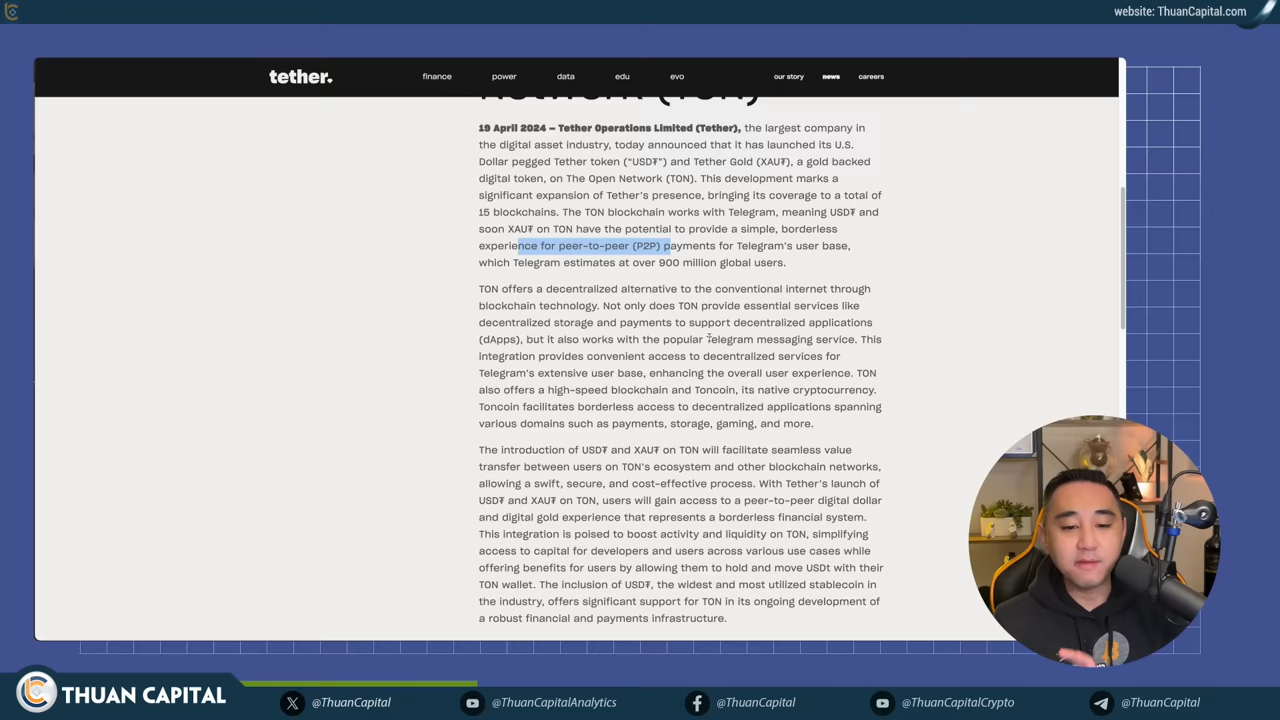 website: ThuanCapital.com
tether.
finance power data edu evo our story news careers
Network (TON)
19 April 2024 – Tether Operations Limited (Tether), the largest company in
the digital asset industry, today announced that it has launched its U.S.
Dollar pegged Tether token (“USD₮”) and Tether Gold (XAU₮), a gold backed
digital token, on The Open Network (TON). This development marks a
significant expansion of Tether’s presence, bringing its coverage to a total of
15 blockchains. The TON blockchain works with Telegram, meaning USD₮ and
soon XAU₮ on TON have the potential to provide a simple, borderless
experience for peer-to-peer (P2P) payments for Telegram’s user base,
which Telegram estimates at over 900 million global users.
TON offers a decentralized alternative to the conventional internet through
blockchain technology. Not only does TON provide essential services like
decentralized storage and payments to support decentralized applications
(dApps), but it also works with the popular Telegram messaging service. This
integration provides convenient access to decentralized services for
Telegram’s extensive user base, enhancing the overall user experience. TON
also offers a high-speed blockchain and Toncoin, its native cryptocurrency.
Toncoin facilitates borderless access to decentralized applications spanning
various domains such as payments, storage, gaming, and more.
The introduction of USD₮ and XAU₮ on TON will facilitate seamless value
transfer between users on TON’s ecosystem and other blockchain networks,
allowing a swift, secure, and cost-effective process. With Tether’s launch of
USD₮ and XAU₮ on TON, users will gain access to a peer-to-peer digital dollar
and digital gold experience that represents a borderless financial system.
This integration is poised to boost activity and liquidity on TON, simplifying
access to capital for developers and users across various use cases while
offering benefits for users by allowing them to hold and move USDt with their
TON wallet. The inclusion of USD₮, the widest and most utilized stablecoin in
the industry, offers significant support for TON in its ongoing development of
a robust financial and payments infrastructure.
THUAN CAPITAL
@ThuanCapital @ThuanCapitalAnalytics @ThuanCapital @ThuanCapitalCrypto @ThuanCapital